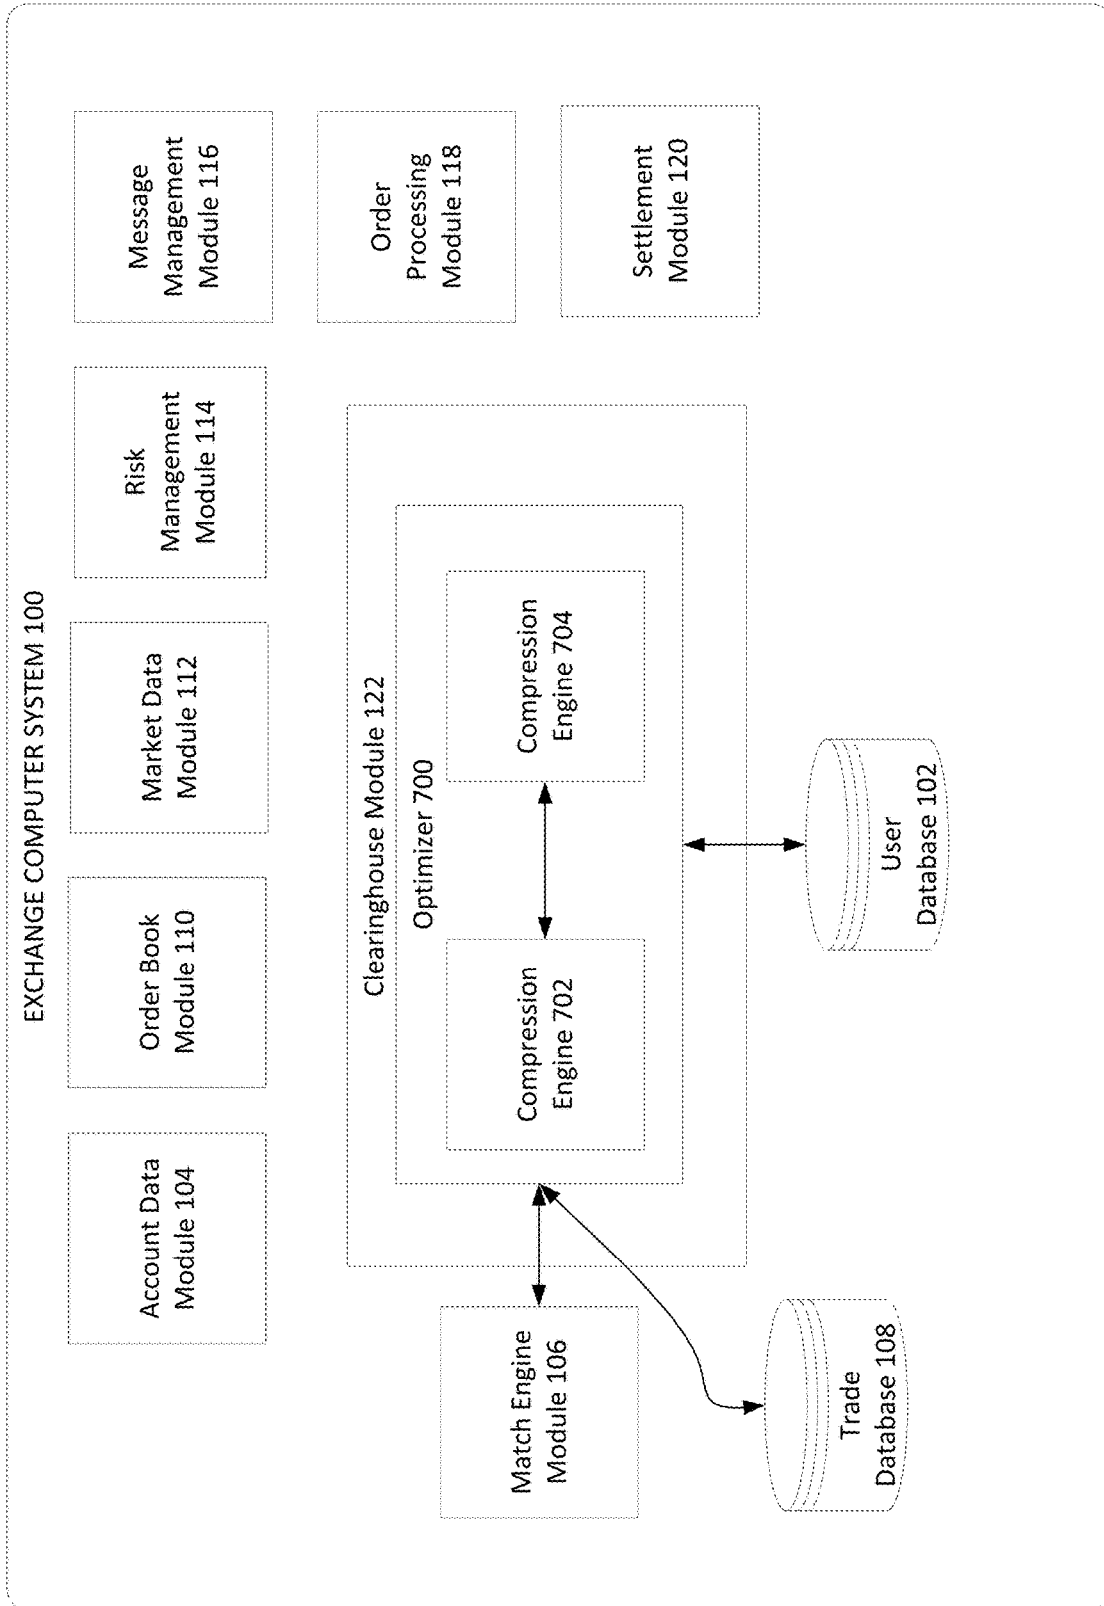 EXCHANGE COMPUTER SYSTEM 100
Account Data
Module 104
Order Book
Module 110
Market Data
Module 112
Risk
Management
Module 114
Message
Management
Module 116
Order
Processing
Module 118
Settlement
Module 120
Clearinghouse Module 122
Optimizer 700
Compression
Engine 702
Compression
Engine 704
Match Engine
Module 106
Trade
Database 108
User
Database 102